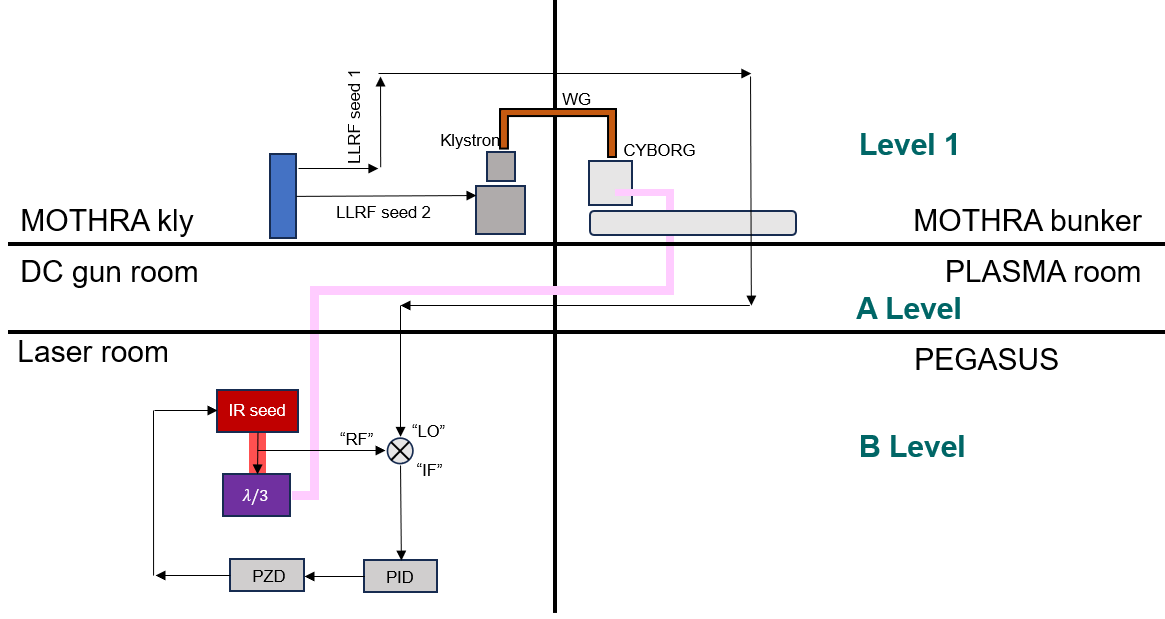 LLRF seed 1
WG
Klystron
CYBORG
Level 1
LLRF seed 2
MOTHRA kly
MOTHRA bunker
DC gun room
PLASMA room
A Level
Laser room
PEGASUS
IR seed
“RF”
“LO”
B Level
“IF”
λ/3
PZD
PID